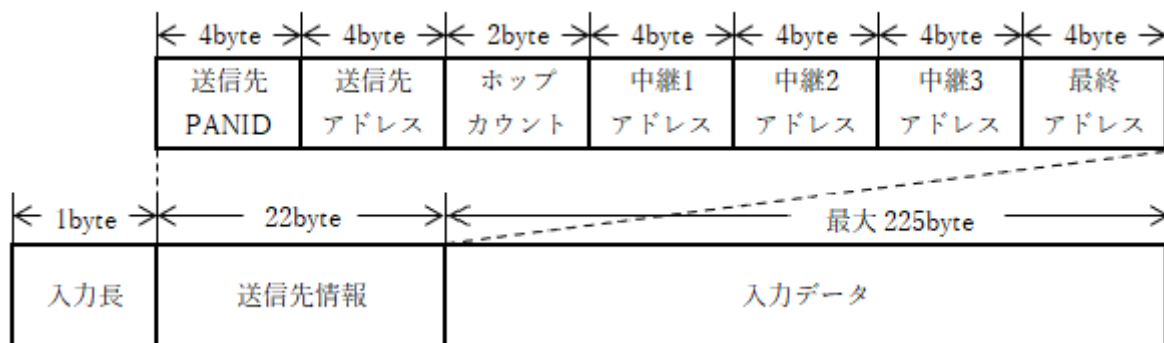 4byte 4byte 2byte 4byte 4byte 4byte 4byte
送信先 送信先 ホップ 中継1 中継2 中継3 最終
PANID アドレス カウント アドレス アドレス アドレス アドレス
1byte 22byte 最大 225byte
入力長 送信先情報 入力データ